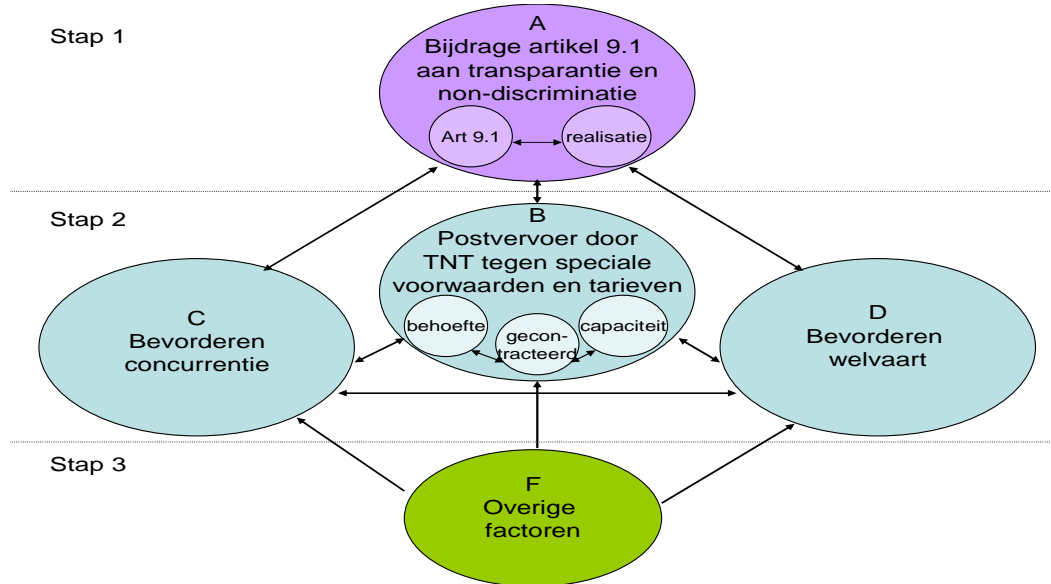 Stap 1
A
Bijdrage artikel 9.1
aan transparantie en
non-discriminatie
Art 9.1
realisatie
Stap 2
B
Postvervoer door
TNT tegen speciale
voorwaarden en tarieven
behoefte
gecon-
tracteerd
capaciteit
C
Bevorderen
concurrentie
D
Bevorderen
welvaart
Stap 3
F
Overige
factoren